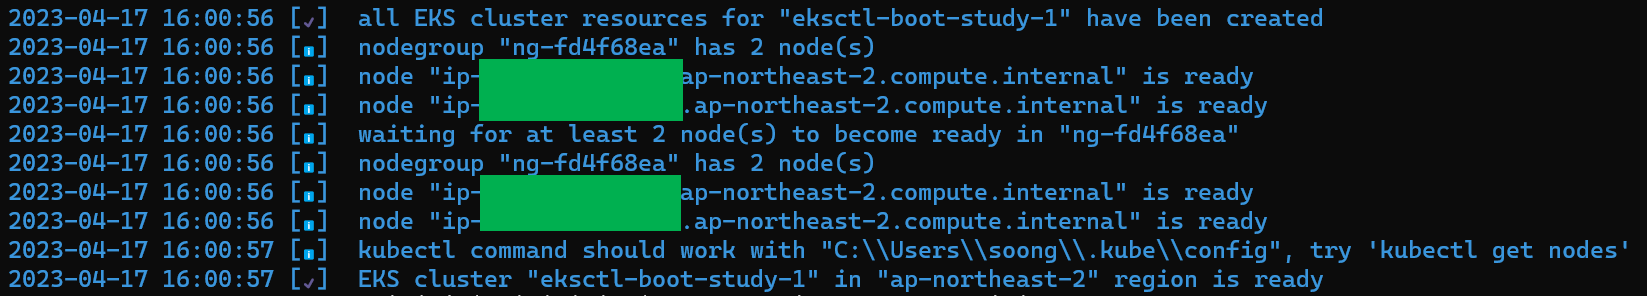 2023-04-17 16:00:56 [✓]  all EKS cluster resources for "eksctl-boot-study-1" have been created
2023-04-17 16:00:56 [ℹ]  nodegroup "ng-fd4f68ea" has 2 node(s)
2023-04-17 16:00:56 [ℹ]  node "ip- ap-northeast-2.compute.internal" is ready
2023-04-17 16:00:56 [ℹ]  node "ip- .ap-northeast-2.compute.internal" is ready
2023-04-17 16:00:56 [ℹ]  waiting for at least 2 node(s) to become ready in "ng-fd4f68ea"
2023-04-17 16:00:56 [ℹ]  nodegroup "ng-fd4f68ea" has 2 node(s)
2023-04-17 16:00:56 [ℹ]  node "ip- ap-northeast-2.compute.internal" is ready
2023-04-17 16:00:56 [ℹ]  node "ip- .ap-northeast-2.compute.internal" is ready
2023-04-17 16:00:57 [ℹ]  kubectl command should work with "C:\\Users\\soong\\.kube\\config", try 'kubectl get nodes'
2023-04-17 16:00:57 [✓]  EKS cluster "eksctl-boot-study-1" in "ap-northeast-2" region is ready